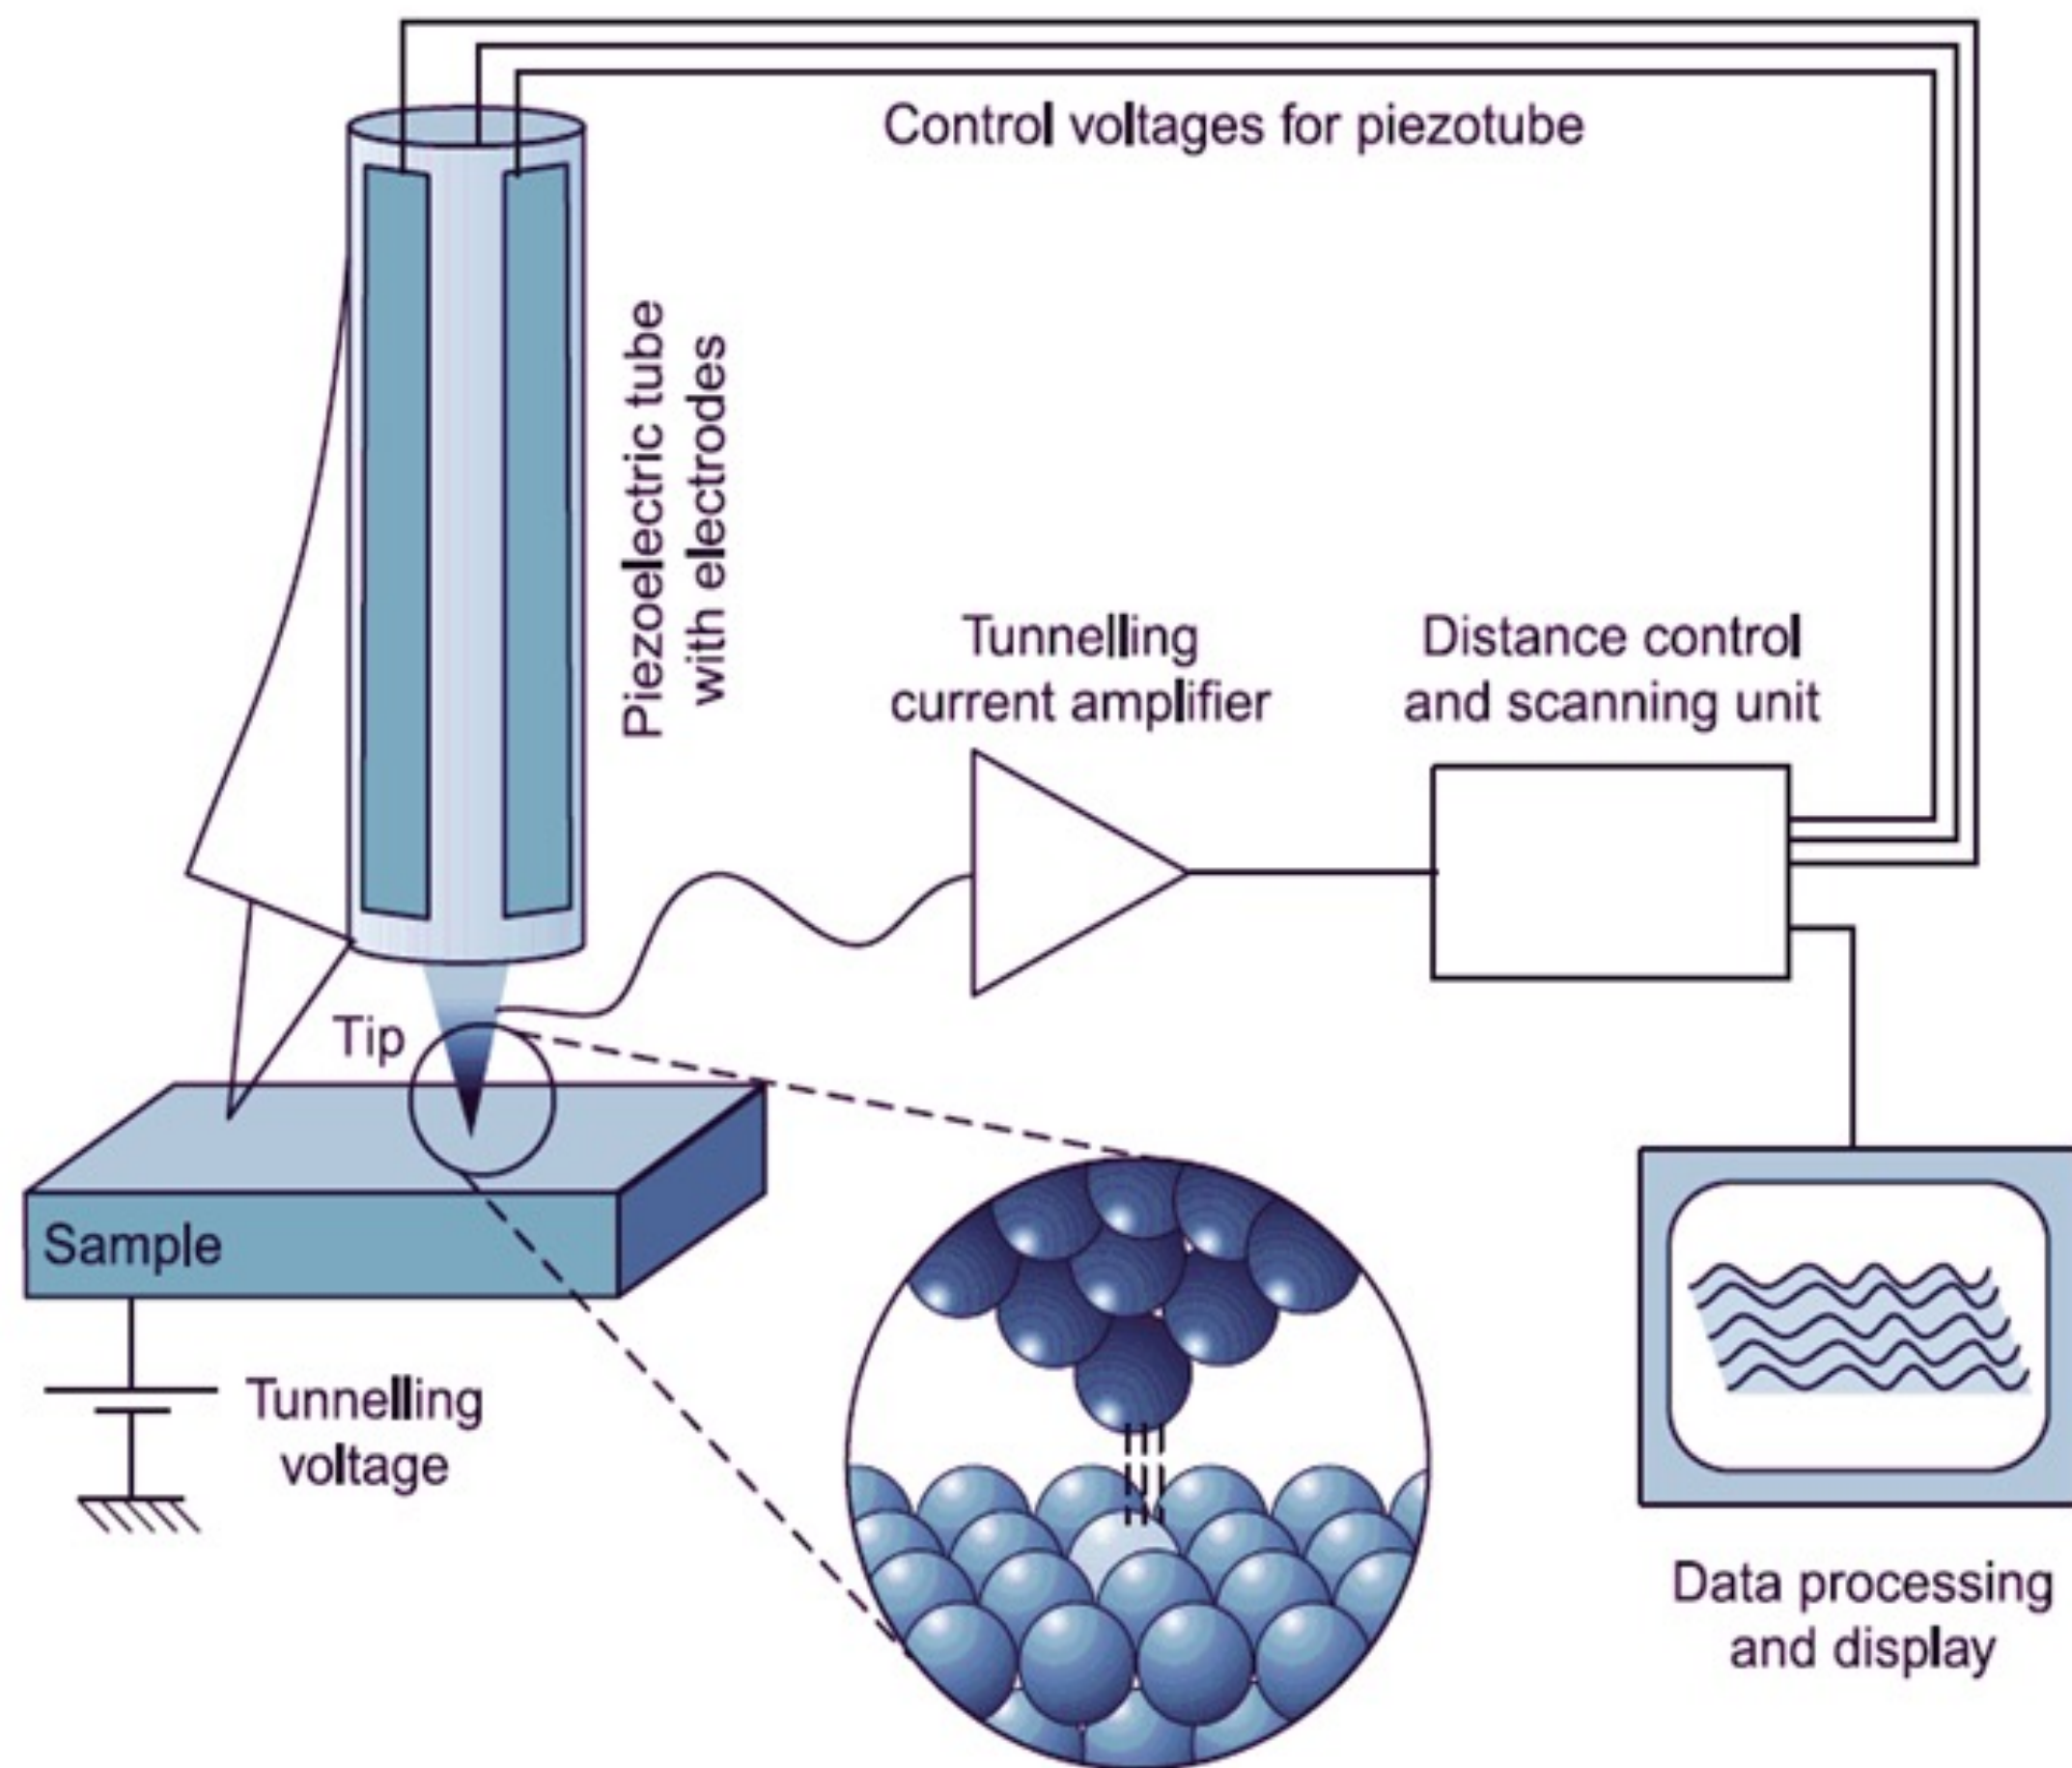 Control voltages for piezotube
Piezoelectric tube
with electrodes
Tunnelling
current amplifier
Distance control
and scanning unit
Tip
Sample
Tunnelling
voltage
Data processing
and display